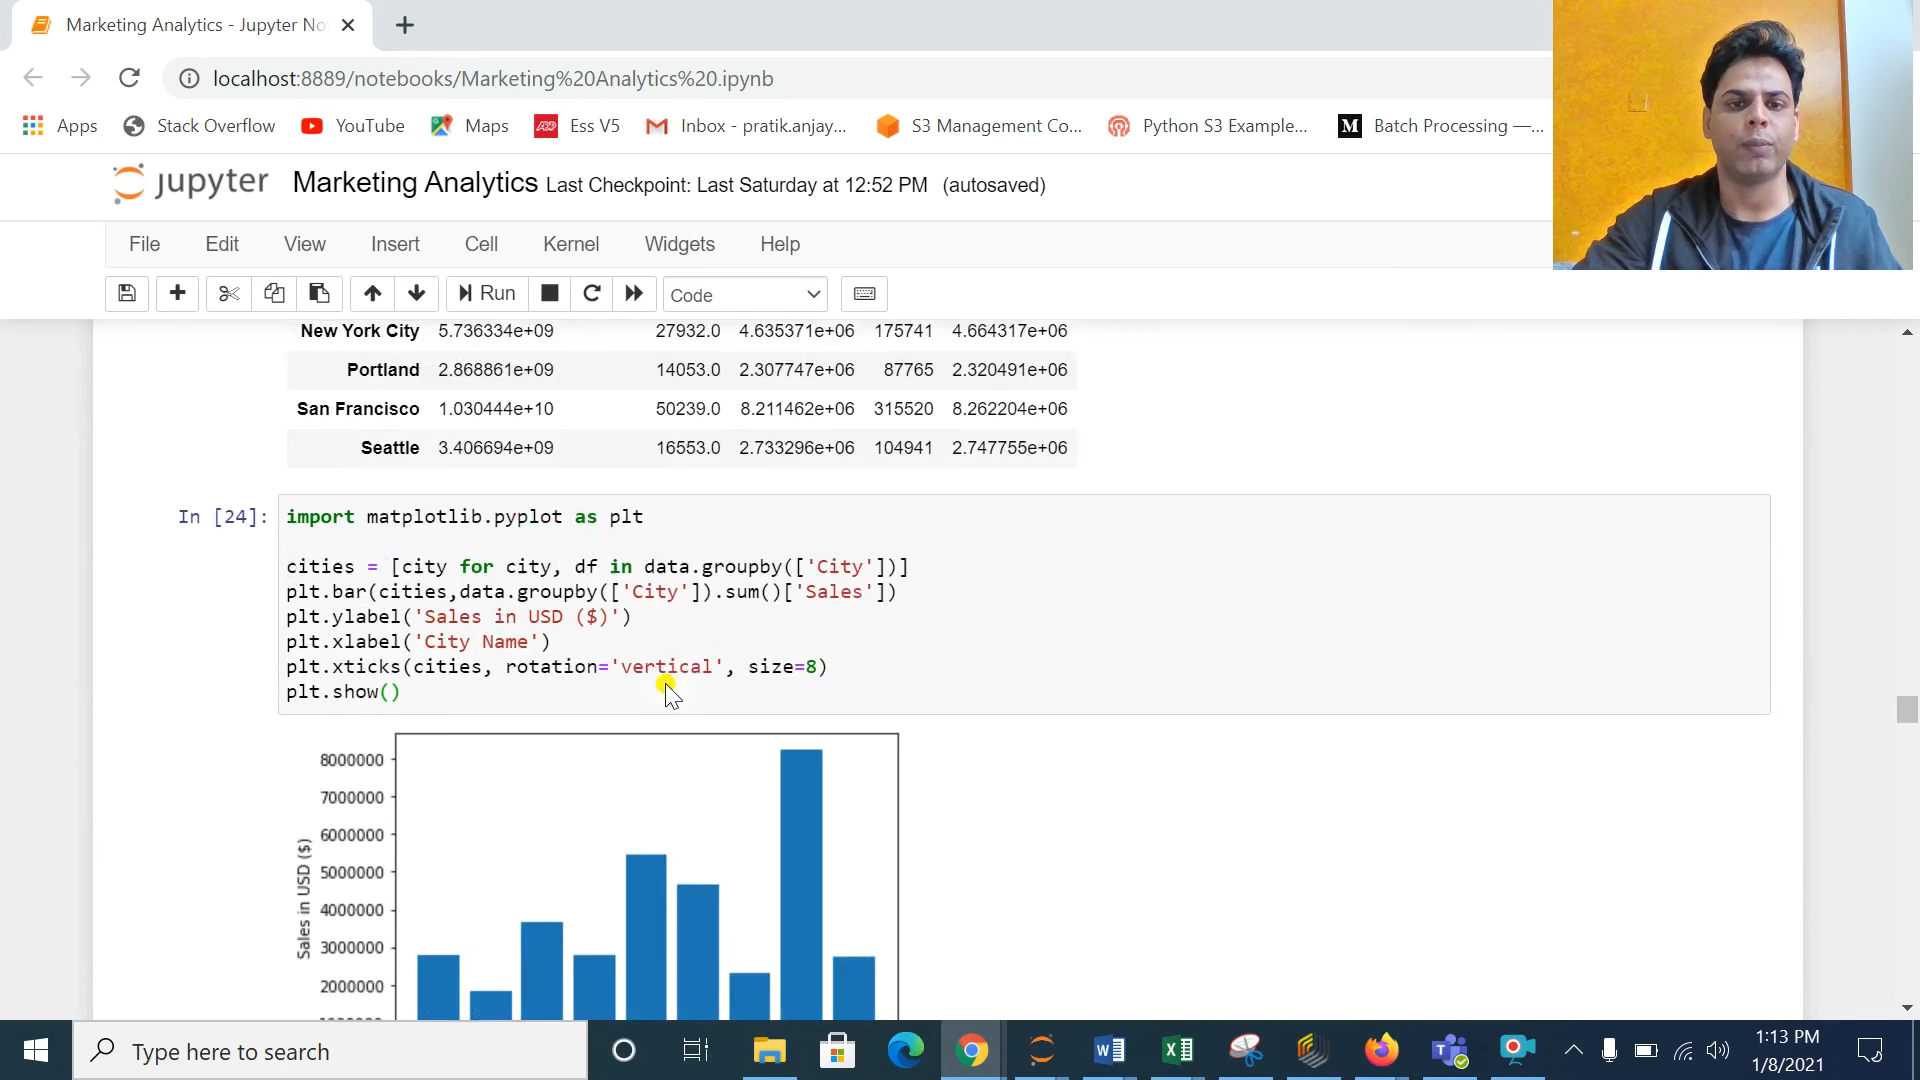 Marketing Analytics - Jupyter No
localhost:8889/notebooks/Marketing%20Analytics%20.ipynb
Apps Stack Overflow YouTube Maps Ess V5 Inbox - pratik.anjay... S3 Management Co... Python S3 Example... Batch Processing —...
jupyter Marketing Analytics Last Checkpoint: Last Saturday at 12:52 PM (autosaved)
File Edit View Insert Cell Kernel Widgets Help
Run Code
New York City 5.736334e+09 27932.0 4.635371e+06 175741 4.664317e+06
Portland 2.868861e+09 14053.0 2.307747e+06 87765 2.320491e+06
San Francisco 1.030444e+10 50239.0 8.211462e+06 315520 8.262204e+06
Seattle 3.406694e+09 16553.0 2.733296e+06 104941 2.747755e+06
In [24]: import matplotlib.pyplot as plt
cities = [city for city, df in data.groupby(['City'])]
plt.bar(cities,data.groupby(['City']).sum()['Sales'])
plt.ylabel('Sales in USD ($)')
plt.xlabel('City Name')
plt.xticks(cities, rotation='vertical', size=8)
plt.show()
8000000
7000000
6000000
5000000
4000000
3000000
2000000
Sales in USD ($)
Type here to search
1:13 PM
1/8/2021